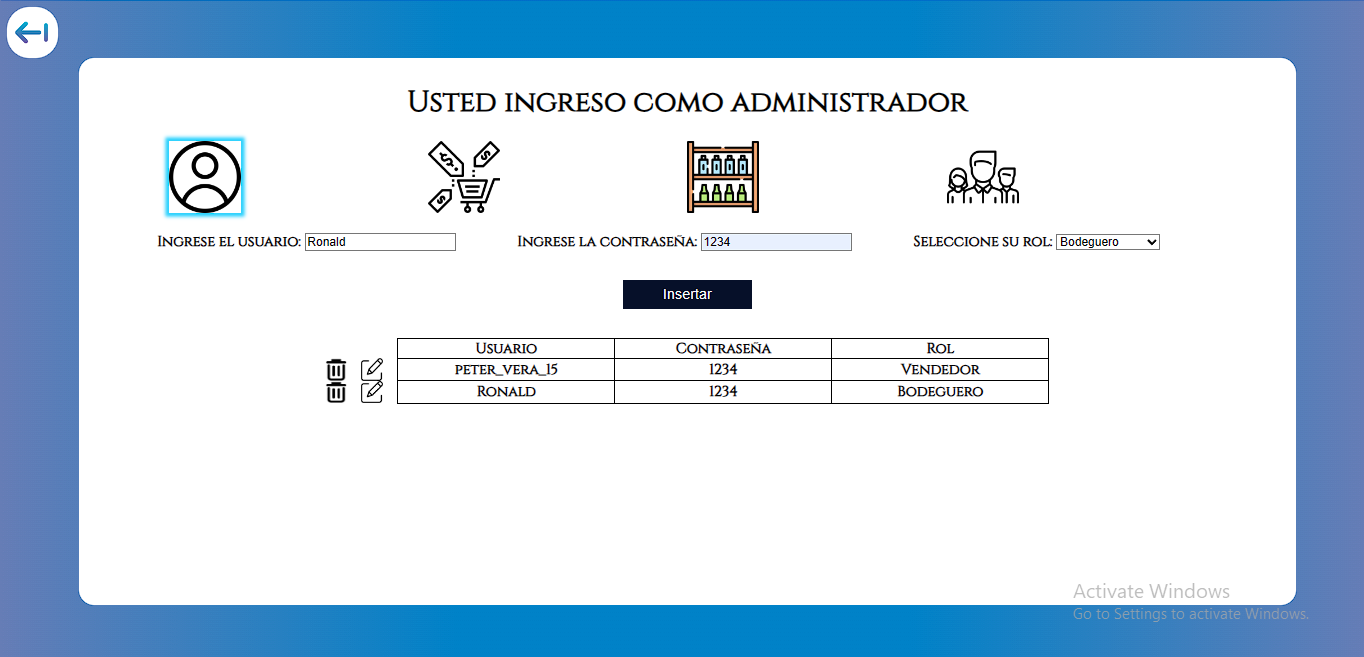 Usted ingreso como administrador
Ingrese el usuario: Ronald Ingrese la contraseña: 1234 Seleccione su rol: Bodeguero
Insertar
Usuario Contraseña Rol
peter_vera_15 1234 Vendedor
Ronald 1234 Bodeguero
Activate Windows
Go to Settings to activate Windows.